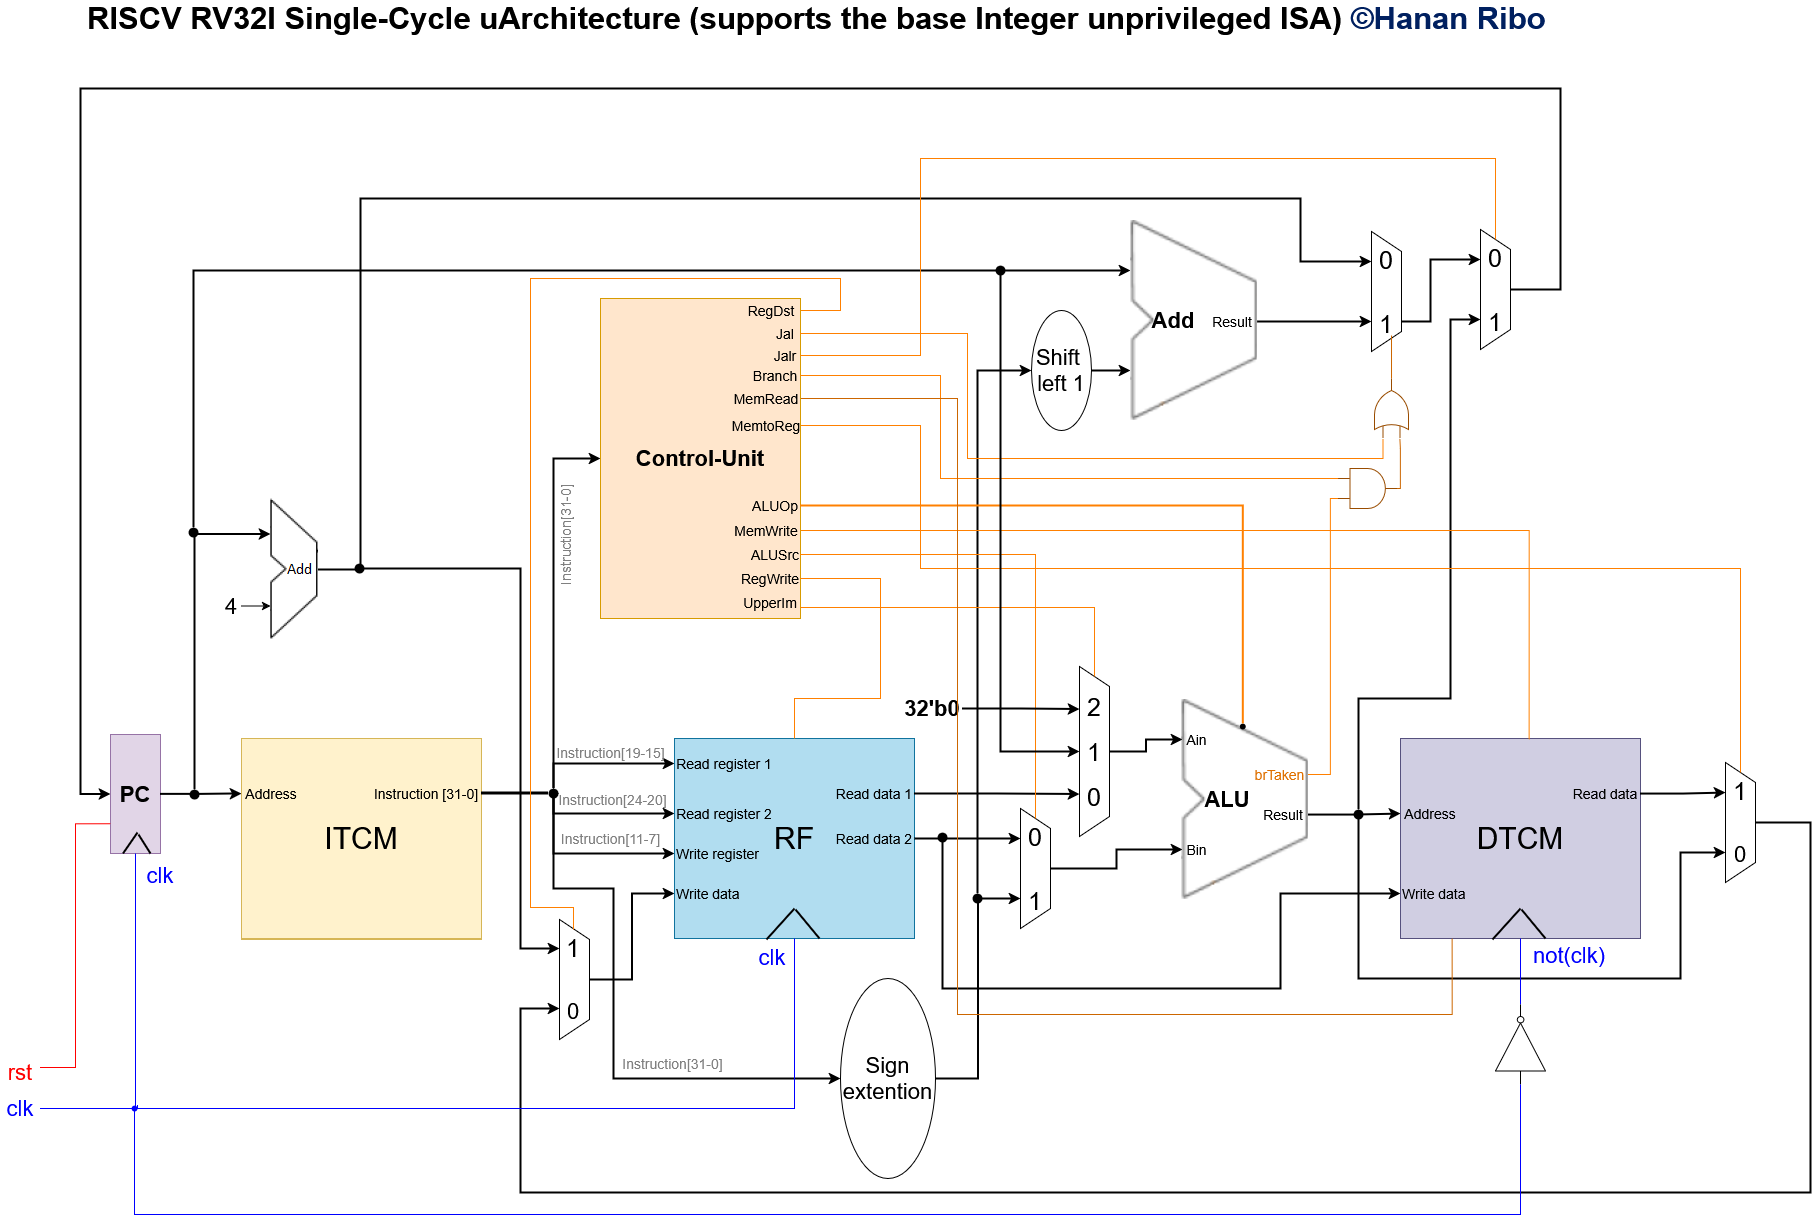 RISCV RV32I Single-Cycle uArchitecture (supports the base Integer unprivileged ISA) ©Hanan Ribo
RegDst
Jal
Jalr
Branch
MemRead
MemtoReg
Control-Unit
ALUOp
MemWrite
ALUSrc
RegWrite
UpperIm
Instruction[31-0]
Shift
left 1
Add
Result
0
1
0
1
Add
4
PC
clk
Address
Instruction [31-0]
ITCM
Instruction[19-15]
Instruction[24-20]
Instruction[11-7]
Read register 1
Read register 2
Write register
Write data
Read data 1
Read data 2
RF
clk
1
0
Instruction[31-0]
Sign
extention
32'b0
2
1
0
0
1
Ain
Bin
ALU
brTaken
Result
Address
Write data
Read data
DTCM
not(clk)
1
0
rst
clk